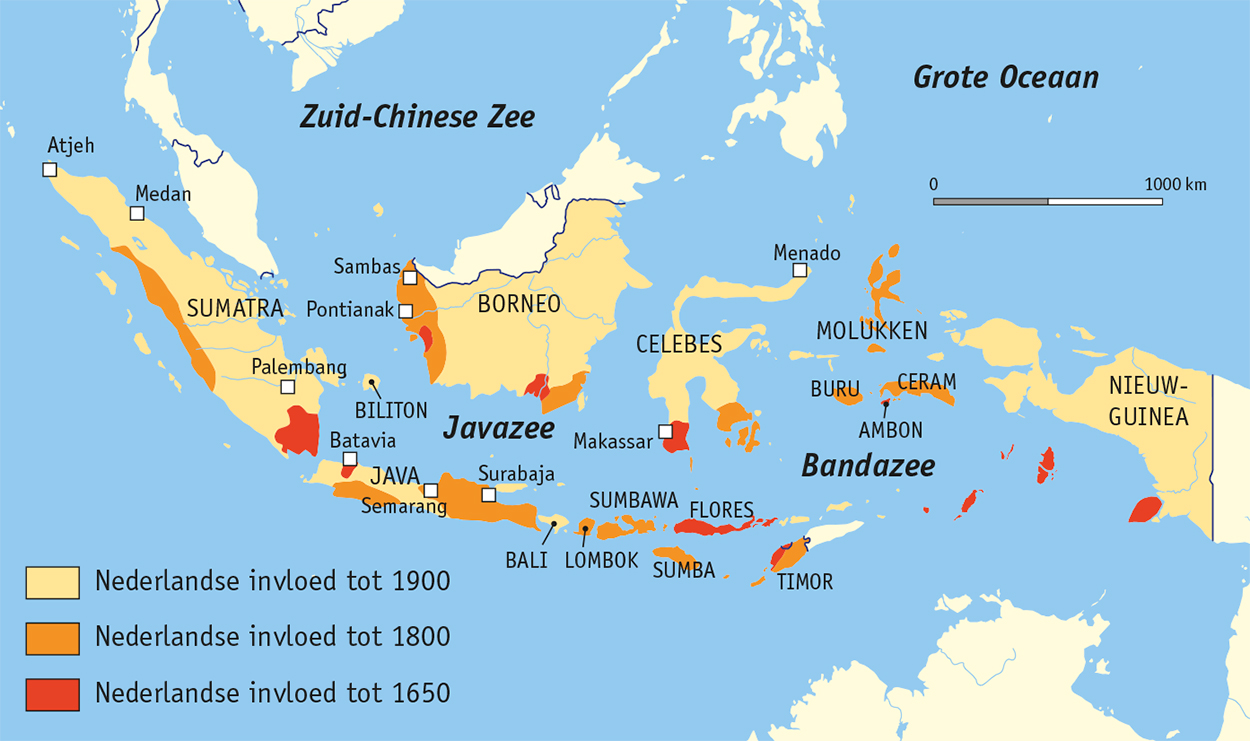 Grote Oceaan
Zuid-Chinese Zee
Atjeh
Medan
0
1000 km
Menado
Sambas
SUMATRA
Pontianak
BORNEO
MOLUKKEN
CELEBES
Palembang
BILITON
BURU
CERAM
NIEUW-
GUINEA
AMBON
Javazee
Batavia
Makassar
Bandazee
JAVA
Surabaja
Semarang
SUMBAWA
FLORES
BALI
LOMBOK
SUMBA
TIMOR
Nederlandse invloed tot 1900
Nederlandse invloed tot 1800
Nederlandse invloed tot 1650